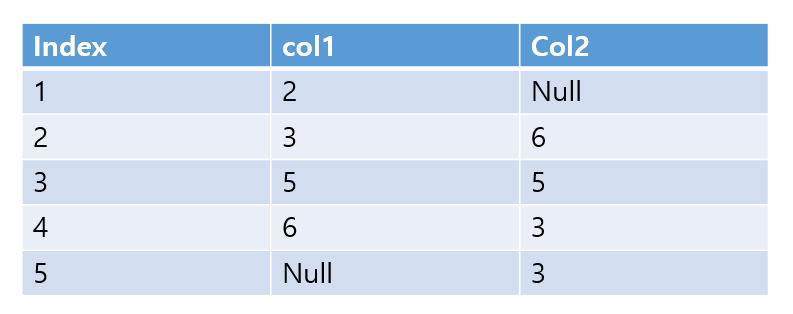 Index col1 Col2
1 2 Null
2 3 6
3 5 5
4 6 3
5 Null 3